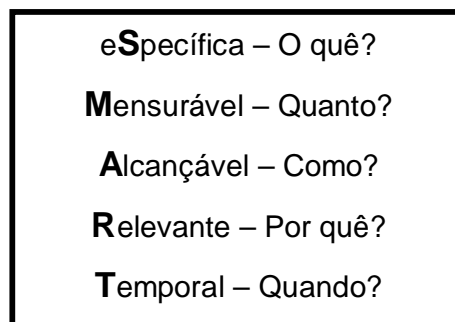 eSpecífica – O quê?
Mensurável – Quanto?
Alcançável – Como?
Relevante – Por quê?
Temporal – Quando?